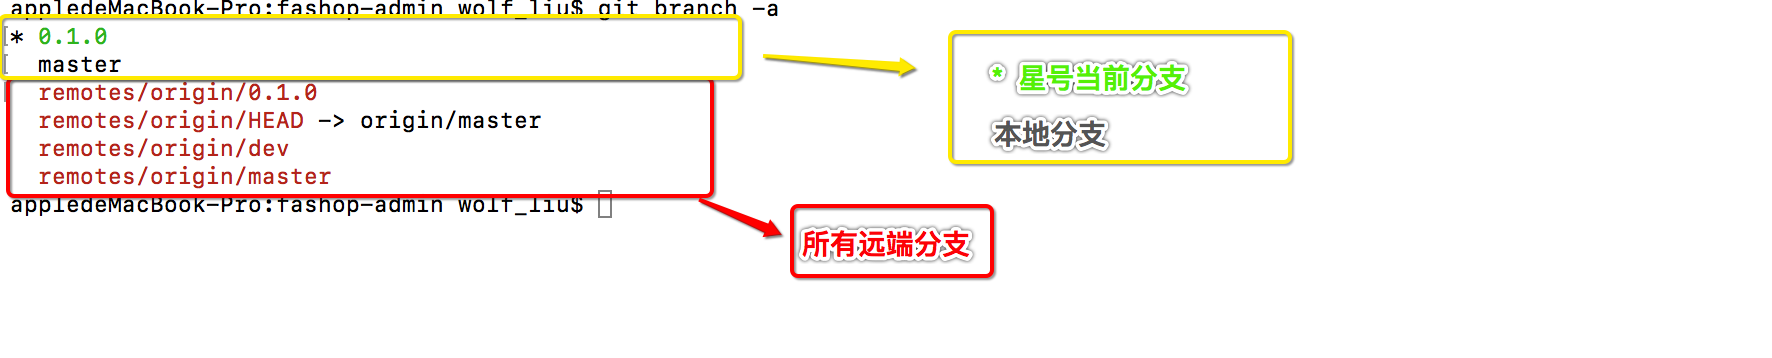 appledeMacBook-Pro:fashop-admin wolf_liu$ git branch -a
* 0.1.0
master
remotes/origin/0.1.0
remotes/origin/HEAD -> origin/master
remotes/origin/dev
remotes/origin/master
appledeMacBook-Pro:fashop-admin wolf_liu$
* 星号当前分支
本地分支
所有远端分支